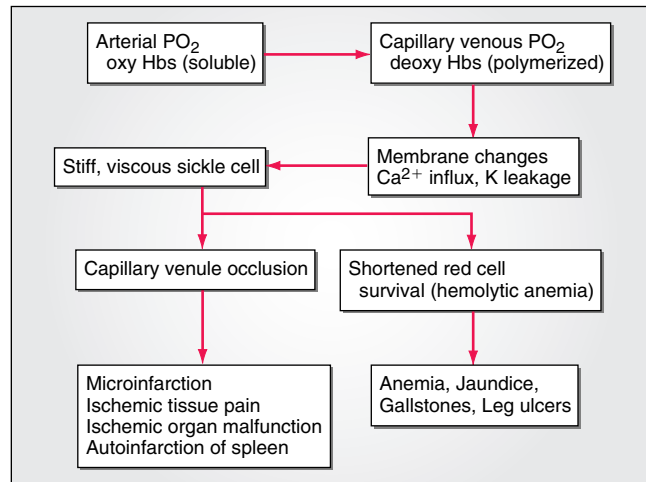 Arterial PO₂
oxy Hbs (soluble)
Capillary venous PO₂
deoxy Hbs (polymerized)
Stiff, viscous sickle cell
Membrane changes
Ca²⁺ influx, K leakage
Capillary venule occlusion
Shortened red cell
survival (hemolytic anemia)
Microinfarction
Ischemic tissue pain
Ischemic organ malfunction
Autoinfarction of spleen
Anemia, Jaundice,
Gallstones, Leg ulcers